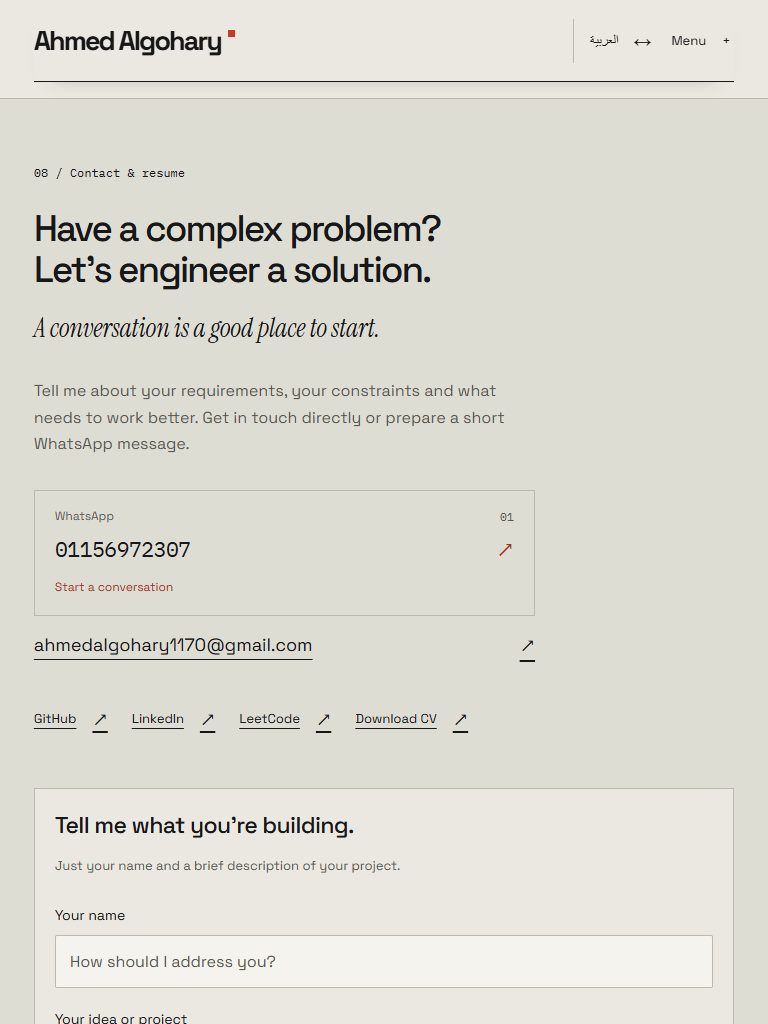 Ahmed Algohary
العربية ↔ Menu +
08 / Contact & resume
Have a complex problem?
Let’s engineer a solution.
A conversation is a good place to start.
Tell me about your requirements, your constraints and what
needs to work better. Get in touch directly or prepare a short
WhatsApp message.
WhatsApp 01
01156972307 ↗
Start a conversation
ahmedalgohary1170@gmail.com ↗
GitHub ↗ LinkedIn ↗ LeetCode ↗ Download CV ↗
Tell me what you’re building.
Just your name and a brief description of your project.
Your name
How should I address you?
Your idea or project